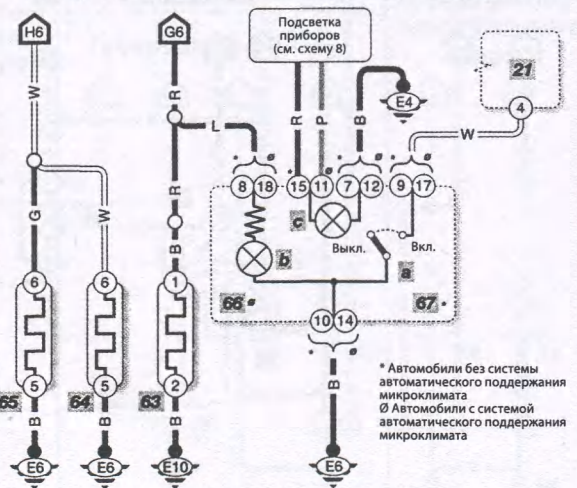 H6
G6
Подсветка
приборов
(см. схему 8)
21
4
E4
W
R
L
R
P
B
W
8 18 15 11 7 12 9 17
* ø * ø * ø * ø
G
W
R
B
c
b
Выкл.
Вкл.
a
66 ø
67 *
6
6
1
10 14
* ø
5
5
2
65
64
63
B
B
B
B
E6
E6
E10
E6
* Автомобили без системы
автоматического поддержания
микроклимата
Ø Автомобили с системой
автоматического поддержания
микроклимата